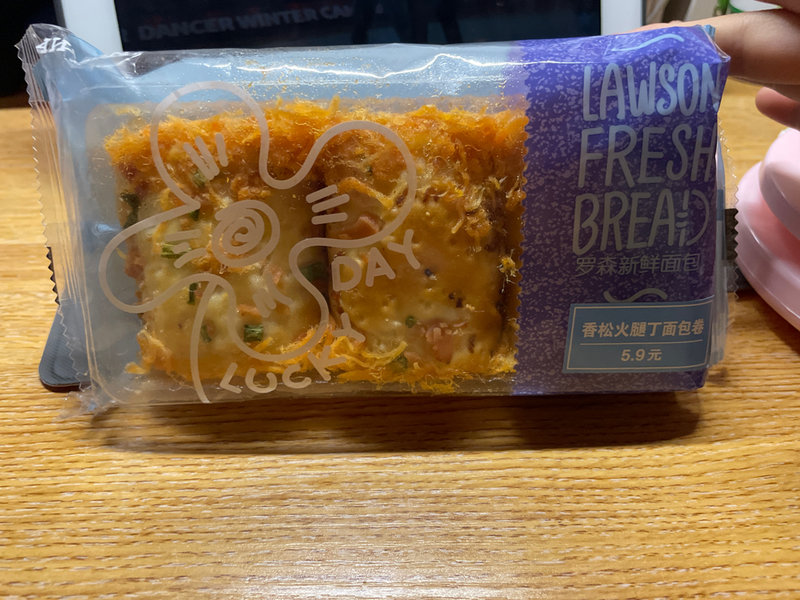 DANCER WINTER CA
LAWSON
FRESH
BREAD
罗森新鲜面包
香松火腿丁面包卷
5.9元
LUCKY DAY